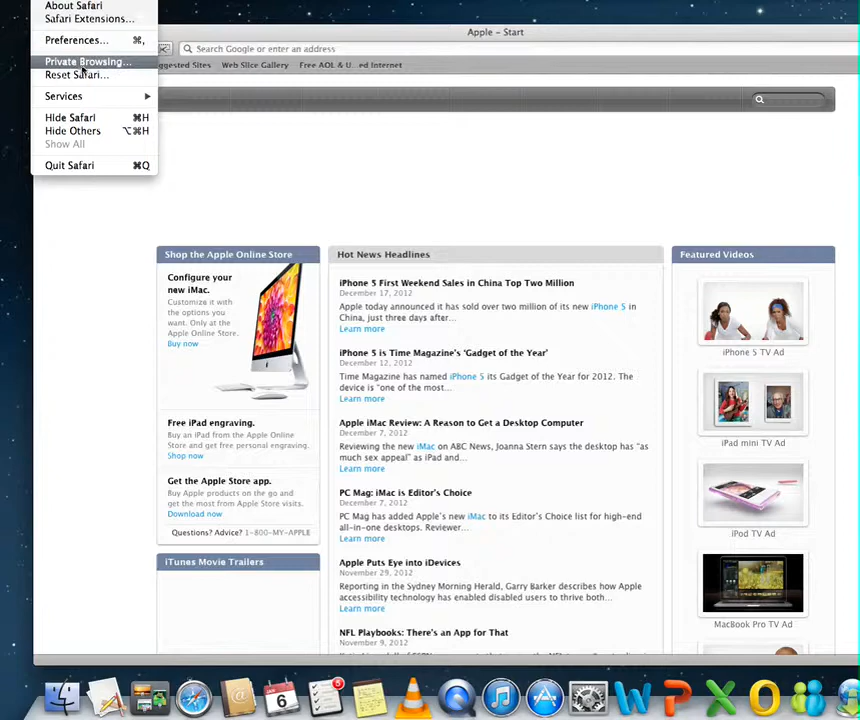 About Safari
Safari Extensions...
Preferences... ⌘,
Private Browsing...
Reset Safari...
Services
Hide Safari ⌘H
Hide Others ⌥⌘H
Show All
Quit Safari ⌘Q
Apple - Start
Search Google or enter an address
ggested Sites Web Slice Gallery Free AOL & U...ed Internet
Shop the Apple Online Store
Configure your
new iMac.
Customize it with
the options you
want. Only at the
Apple Online Store.
Buy now
Free iPad engraving.
Buy an iPad from the Apple Online
Store and get free personal engraving.
Shop now
Get the Apple Store app.
Buy Apple products on the go and
get the most from Apple Store visits.
Download now
Questions? Advice? 1-800-MY-APPLE
iTunes Movie Trailers
Hot News Headlines
iPhone 5 First Weekend Sales in China Top Two Million
December 17, 2012
Apple today announced it has sold over two million of its new iPhone 5 in
China, just three days after...
Learn more
iPhone 5 is Time Magazine's 'Gadget of the Year'
December 12, 2012
Time Magazine has named iPhone 5 its Gadget of the Year for 2012. The
device is "one of the most...
Learn more
Apple iMac Review: A Reason to Get a Desktop Computer
December 7, 2012
Reviewing the new iMac on ABC News, Joanna Stern says the desktop has "as
much sex appeal" as iPad and...
Learn more
PC Mag: iMac is Editor's Choice
December 7, 2012
PC Mag has added Apple's new iMac to its Editor's Choice list for high-end
all-in-one desktops. Reviewer...
Learn more
Apple Puts Eye into iDevices
November 29, 2012
Reporting in the Sydney Morning Herald, Garry Barker describes how Apple
accessibility technology has enabled disabled users to thrive both...
Learn more
NFL Playbooks: There's an App for That
November 9, 2012
Featured Videos
iPhone 5 TV Ad
iPad mini TV Ad
iPod TV Ad
MacBook Pro TV Ad
JAN
6
3